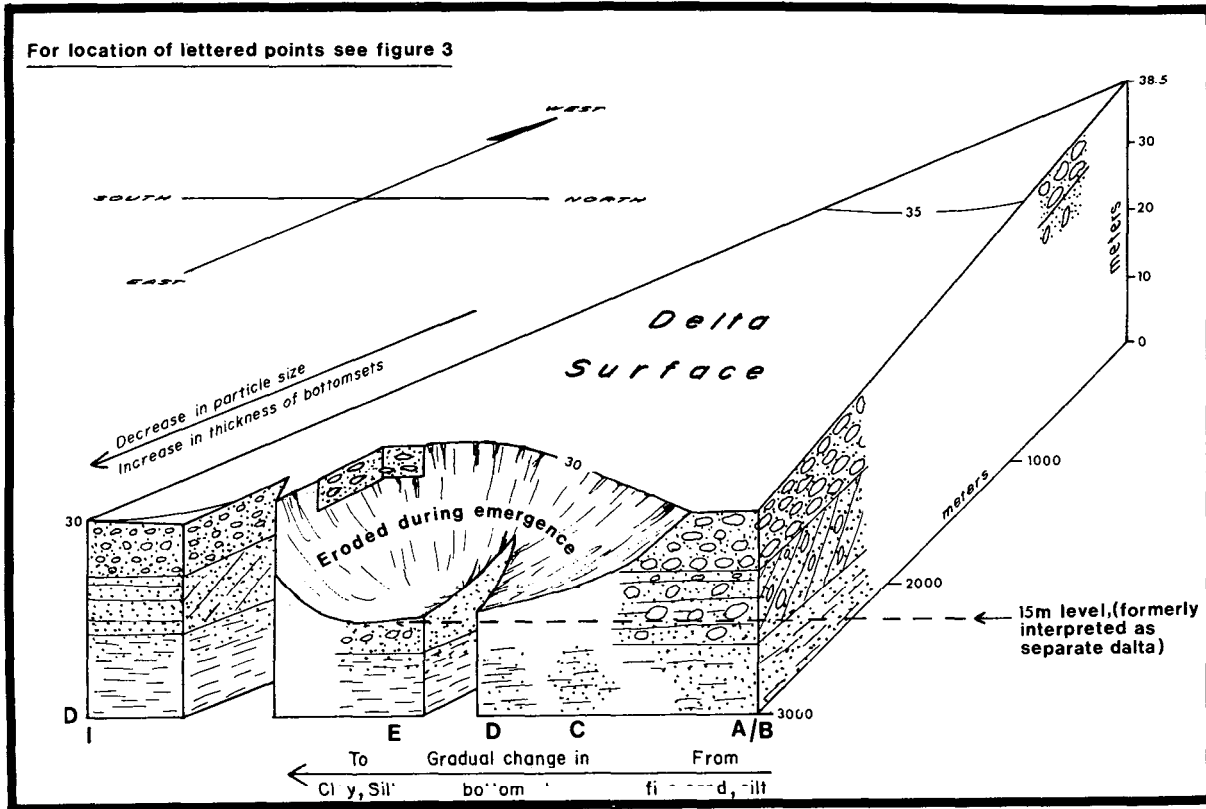 For location of lettered points see figure 3
WEST
SOUTH
NORTH
EAST
38.5
30
20
10
0
meters
35
Delta
Surface
Decrease in particle size
Increase in thickness of bottomsets
30
Eroded during emergence
30
1000
meters
2000
3000
15m level,(formerly
interpreted as
separate dalta)
D
I
E
D
C
A/B
To Gradual change in From